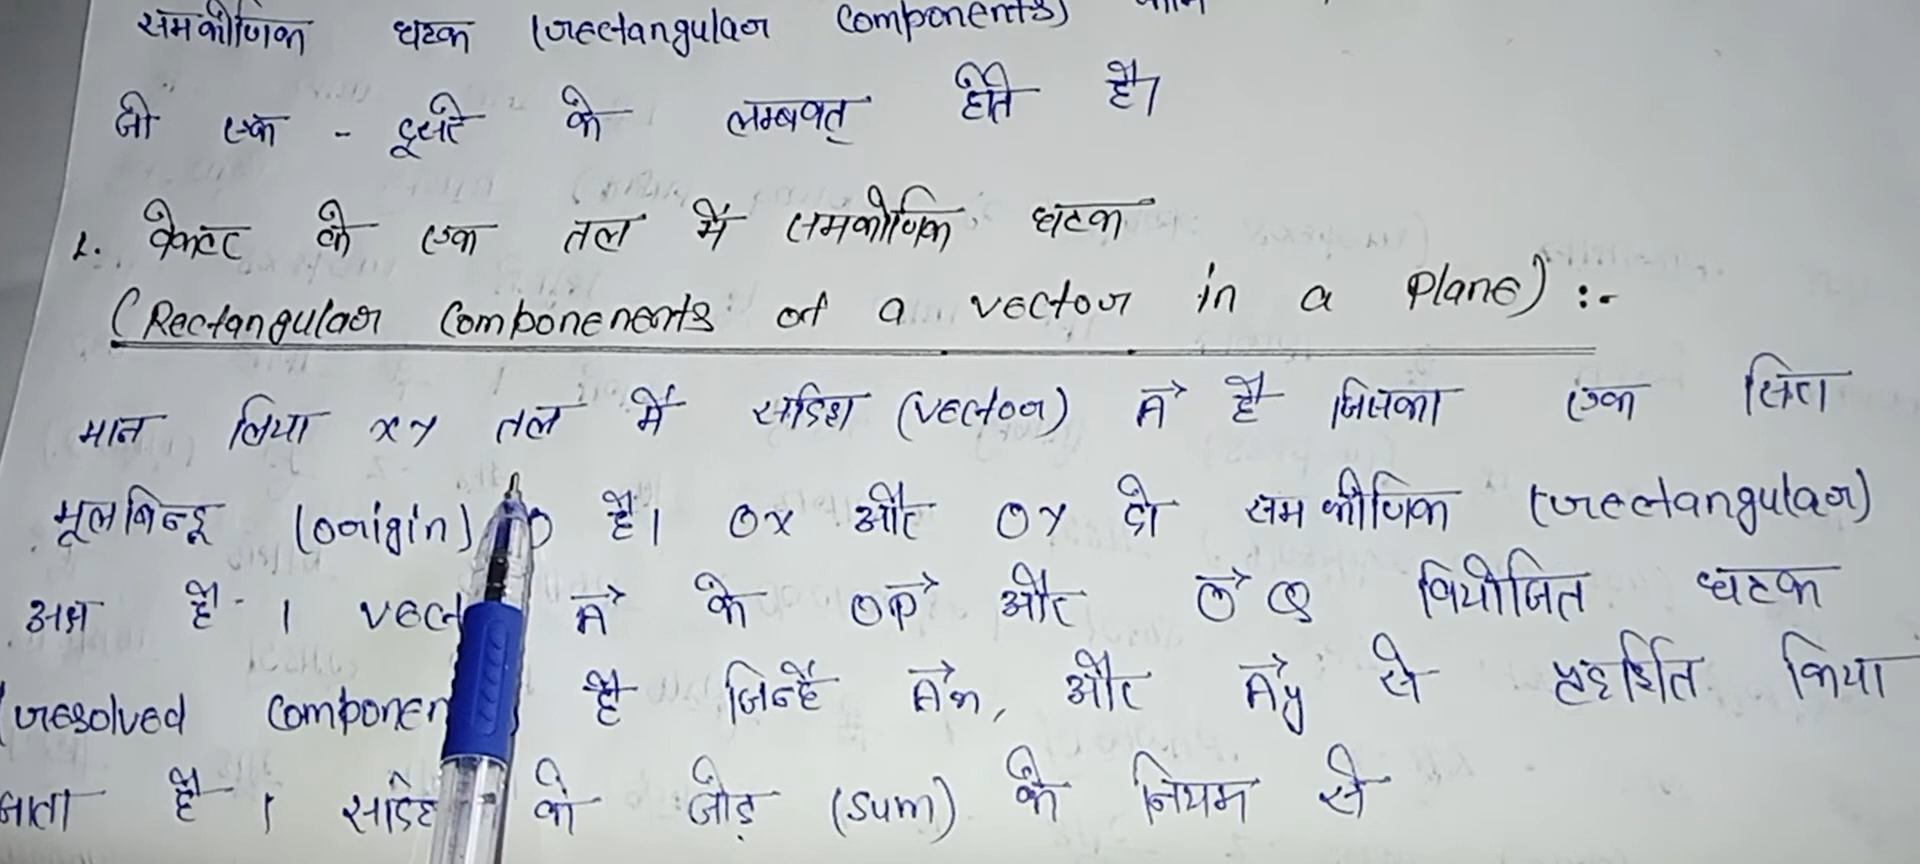 समकोणिक घटक (rectangular components)
जो एक - दूसरे के लम्बवत् होते है।
1. वेक्टर के एक तल में समकोणिक घटक
(Rectangular Componenents of a vector in a Plane) :-
मान लिया xy तल में सदिश (vector) A→ है जिसका एक सिरा
मूलबिन्दू (origin) O है। OX और OY दो समकोणिक (rectangular)
अक्ष है। A→ के OP→ और O→Q वियोजित घटक
(resolved है जिन्हें A→x, और A→y से प्रदर्शित किया
जाता है। के जोड़ (sum) के नियम से